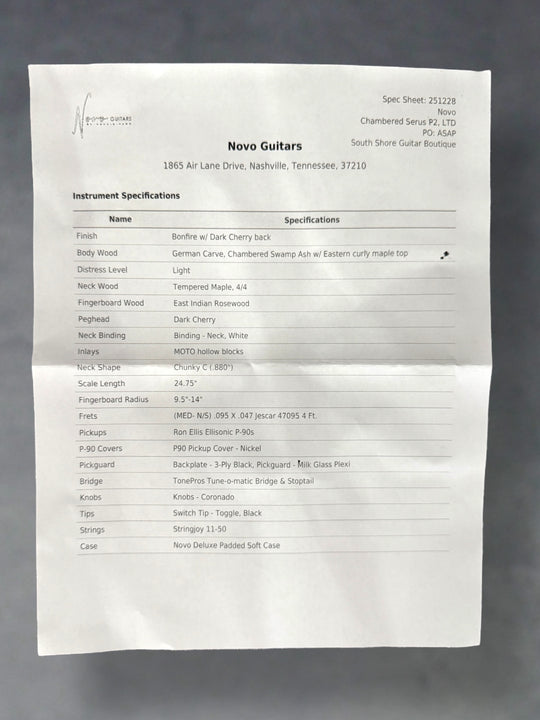 Novo GUITARS
Spec Sheet: 251228
Novo
Chambered Serus P2, LTD
PO: ASAP
South Shore Guitar Boutique
Novo Guitars
1865 Air Lane Drive, Nashville, Tennessee, 37210
Instrument Specifications
Name Specifications
Finish Bonfire w/ Dark Cherry back
Body Wood German Carve, Chambered Swamp Ash w/ Eastern curly maple top
Distress Level Light
Neck Wood Tempered Maple, 4/4
Fingerboard Wood East Indian Rosewood
Peghead Dark Cherry
Neck Binding Binding - Neck, White
Inlays MOTO hollow blocks
Neck Shape Chunky C (.880")
Scale Length 24.75"
Fingerboard Radius 9.5"-14"
Frets (MED- N/S) .095 X .047 Jescar 47095 4 Ft.
Pickups Ron Ellis Ellisonic P-90s
P-90 Covers P90 Pickup Cover - Nickel
Pickguard Backplate - 3-Ply Black, Pickguard - Milk Glass Plexi
Bridge TonePros Tune-o-matic Bridge & Stoptail
Knobs Knobs - Coronado
Tips Switch Tip - Toggle, Black
Strings Stringjoy 11-50
Case Novo Deluxe Padded Soft Case